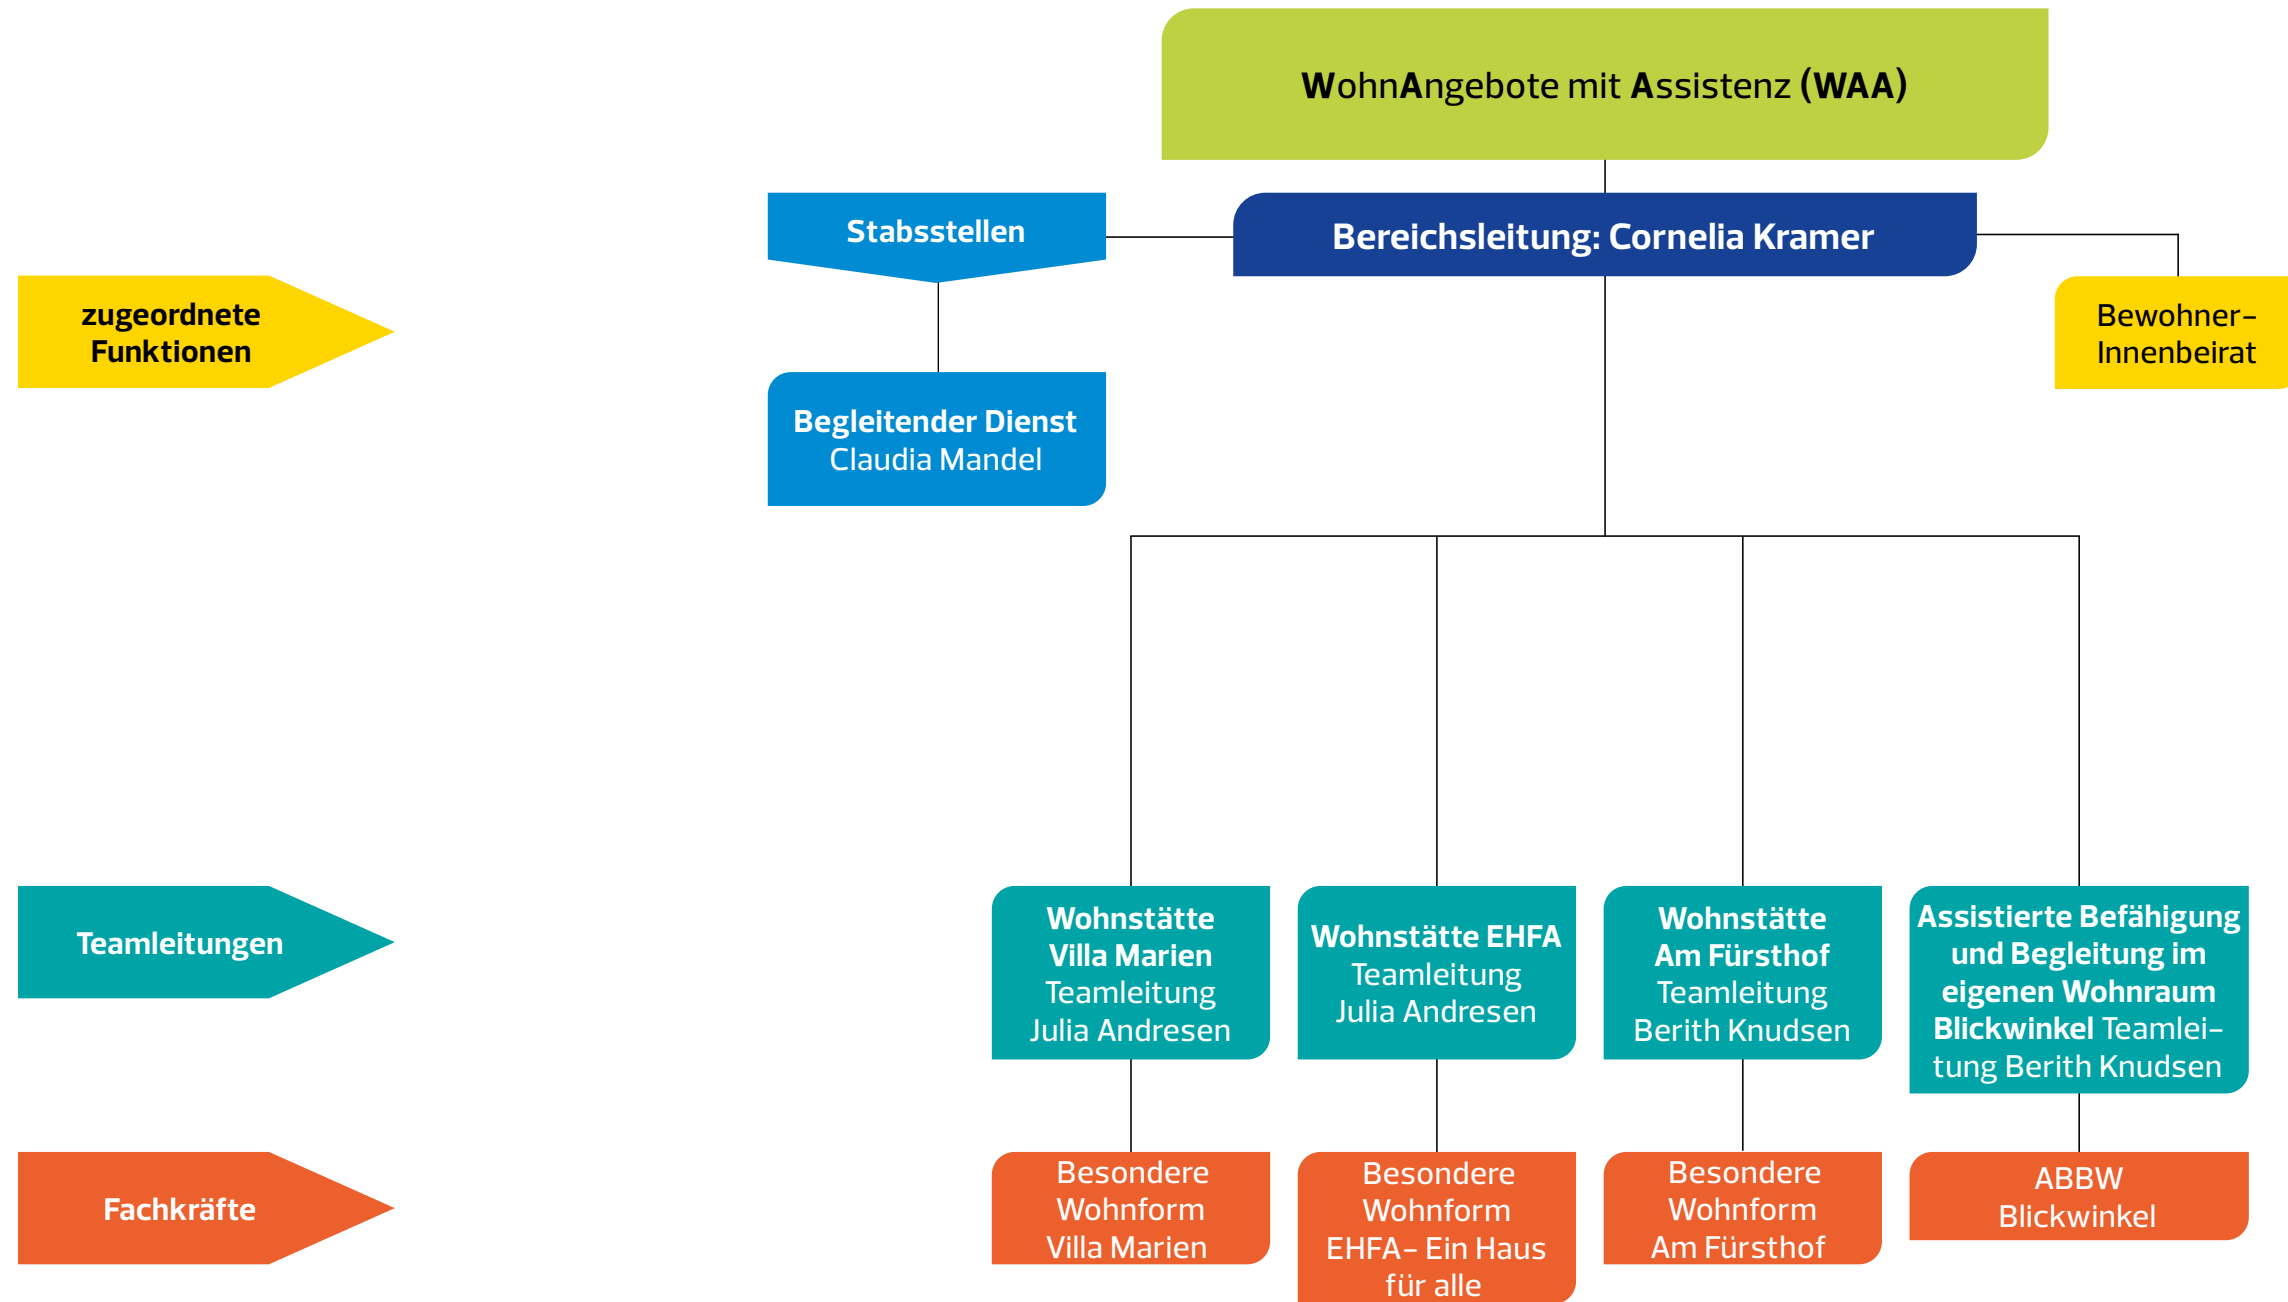 WohnAngebote mit Assistenz (WAA)
Stabsstellen
Bereichsleitung: Cornelia Kramer
zugeordnete
Funktionen
Bewohner-
Innenbeirat
Begleitender Dienst
Claudia Mandel
Teamleitungen
Wohnstätte
Villa Marien
Teamleitung
Julia Andresen
Wohnstätte EHFA
Teamleitung
Julia Andresen
Wohnstätte
Am Fürsthof
Teamleitung
Berith Knudsen
Assistierte Befähigung
und Begleitung im
eigenen Wohnraum
Blickwinkel Teamlei-
tung Berith Knudsen
Fachkräfte
Besondere
Wohnform
Villa Marien
Besondere
Wohnform
EHFA- Ein Haus
für alle
Besondere
Wohnform
Am Fürsthof
ABBW
Blickwinkel